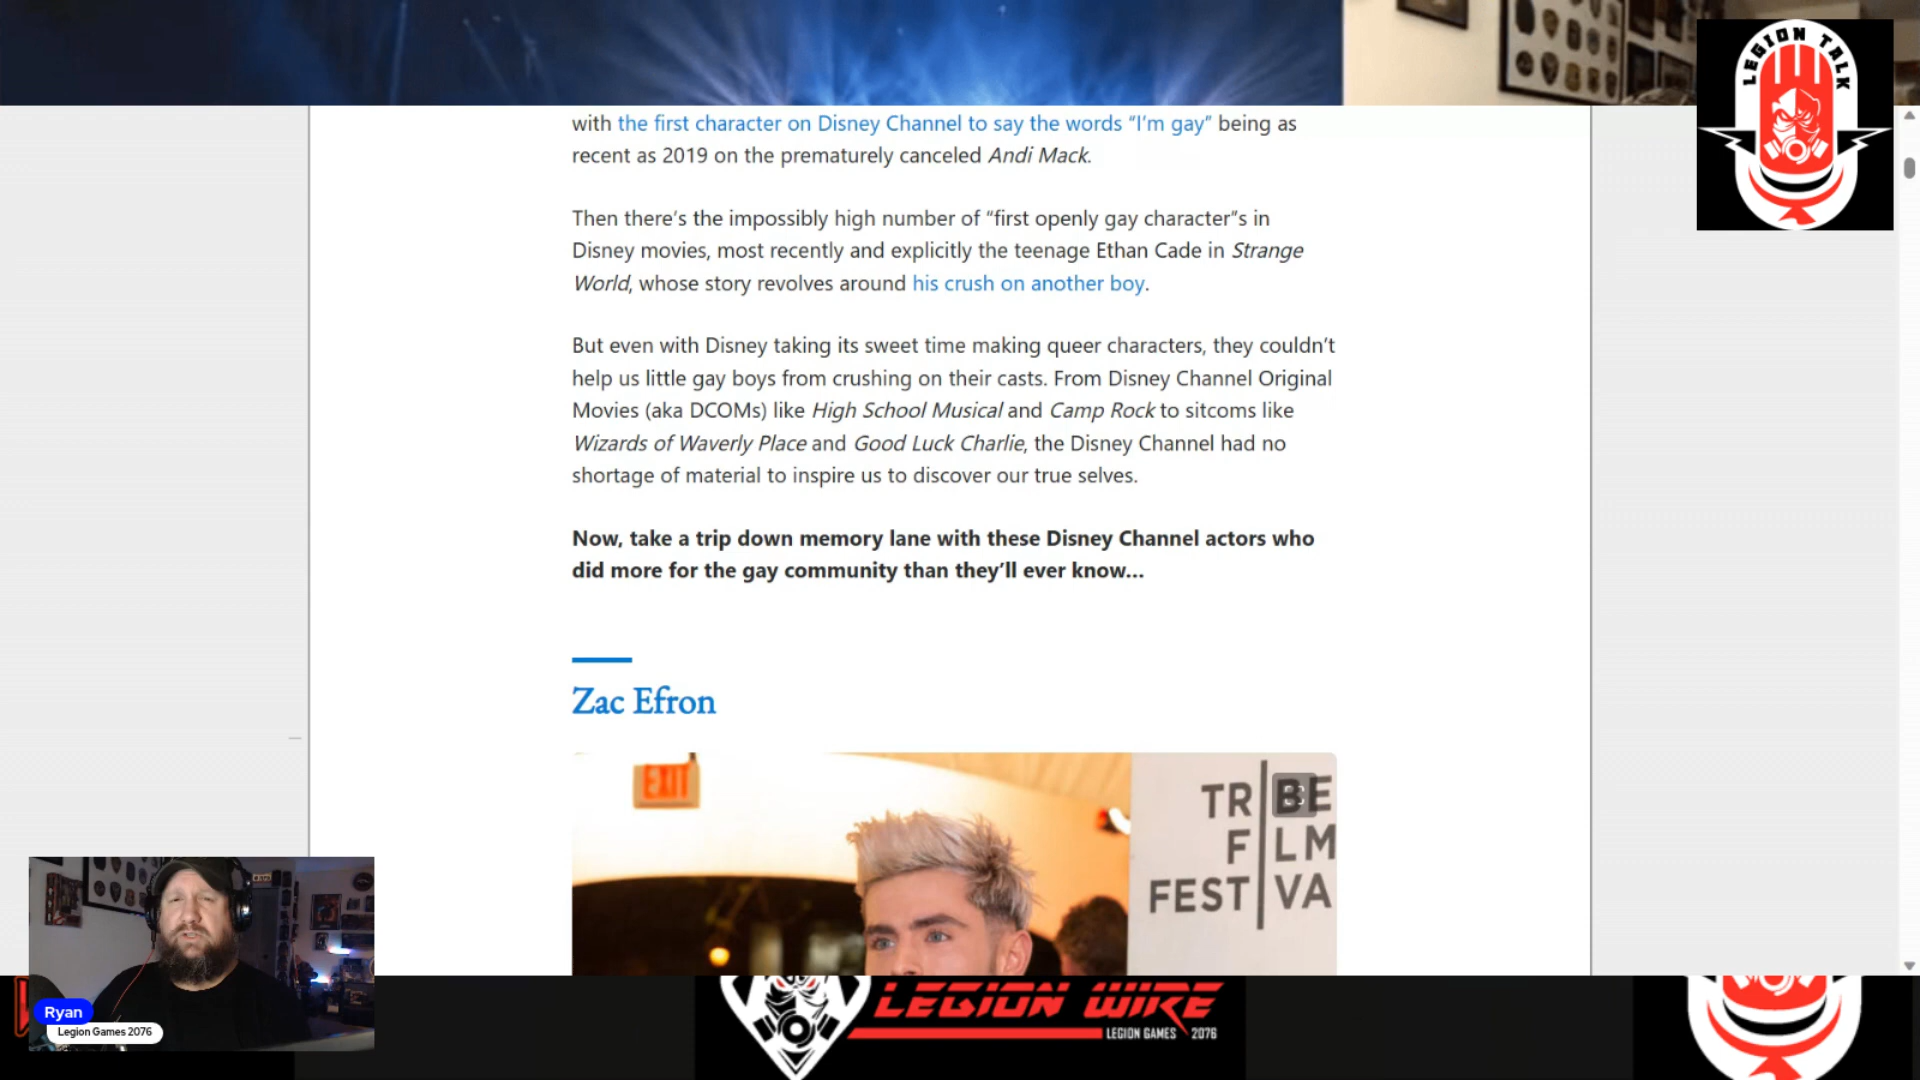 LEGION TALK
with the first character on Disney Channel to say the words “I’m gay” being as
recent as 2019 on the prematurely canceled Andi Mack.
Then there’s the impossibly high number of “first openly gay character”s in
Disney movies, most recently and explicitly the teenage Ethan Cade in Strange
World, whose story revolves around his crush on another boy.
But even with Disney taking its sweet time making queer characters, they couldn’t
help us little gay boys from crushing on their casts. From Disney Channel Original
Movies (aka DCOMs) like High School Musical and Camp Rock to sitcoms like
Wizards of Waverly Place and Good Luck Charlie, the Disney Channel had no
shortage of material to inspire us to discover our true selves.
Now, take a trip down memory lane with these Disney Channel actors who
did more for the gay community than they’ll ever know...
Zac Efron
EXIT
TR BE
F LM
FEST VA
Ryan
Legion Games 2076
LEGION WIRE
LEGION GAMES 2076